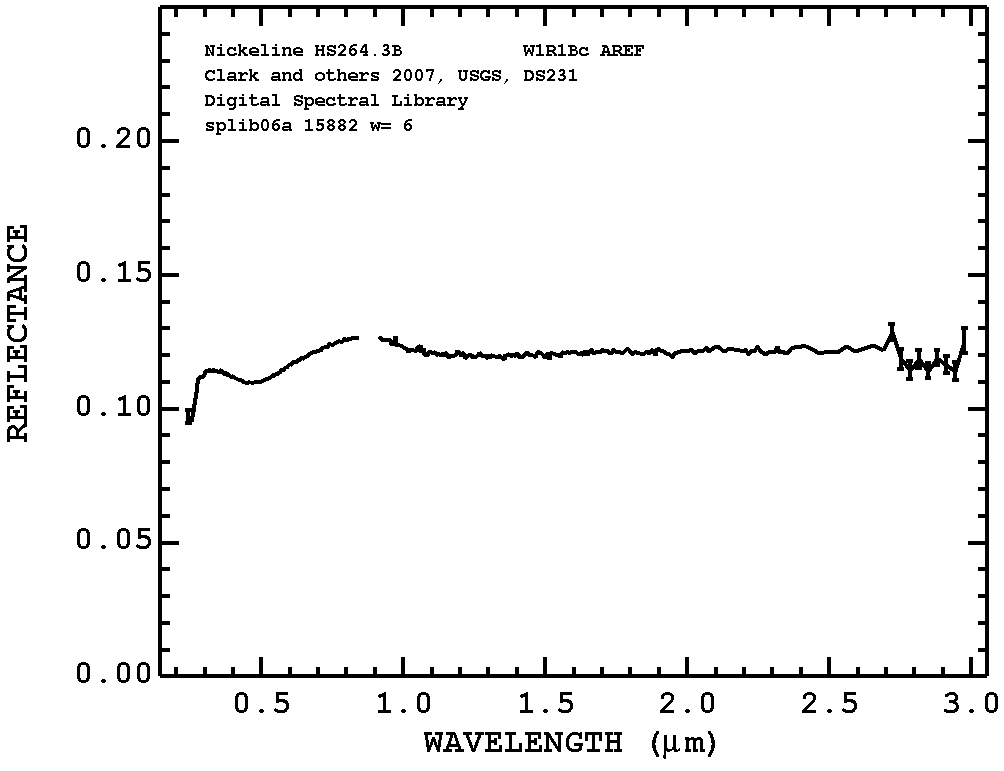 Nickeline HS264.3B W1R1Bc AREF
Clark and others 2007, USGS, DS231
Digital Spectral Library
splib06a 15882 w= 6
REFLECTANCE
0.20
0.15
0.10
0.05
0.00
0.5 1.0 1.5 2.0 2.5 3.0
WAVELENGTH (μm)